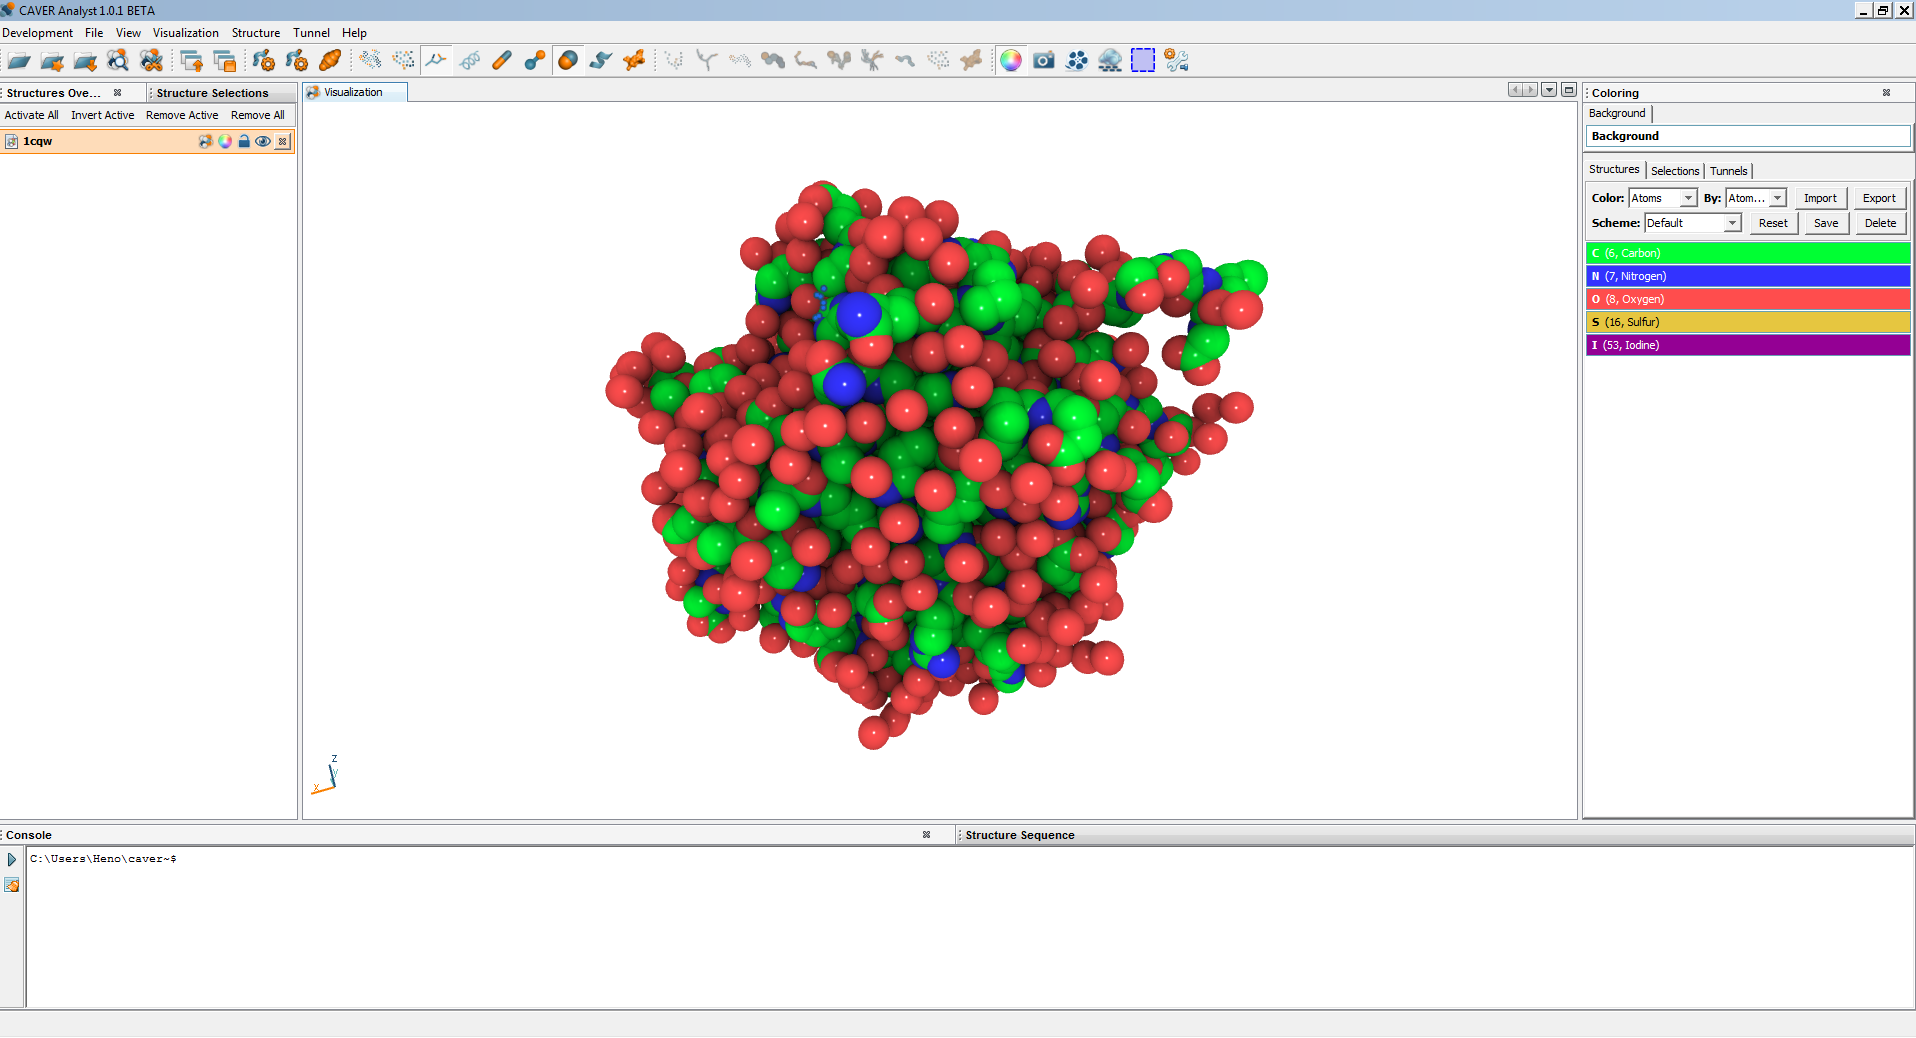 CAVER Analyst 1.0.1 BETA
Development File View Visualization Structure Tunnel Help
Structures Ove... Structure Selections
Activate All Invert Active Remove Active Remove All
1cqw
Visualization
z
y
x
Coloring
Background
Background
Structures Selections Tunnels
Color: Atoms By: Atom... Import Export
Scheme: Default Reset Save Delete
C (6, Carbon)
N (7, Nitrogen)
O (8, Oxygen)
S (16, Sulfur)
I (53, Iodine)
Console
C:\Users\Heno\caver~$
Structure Sequence